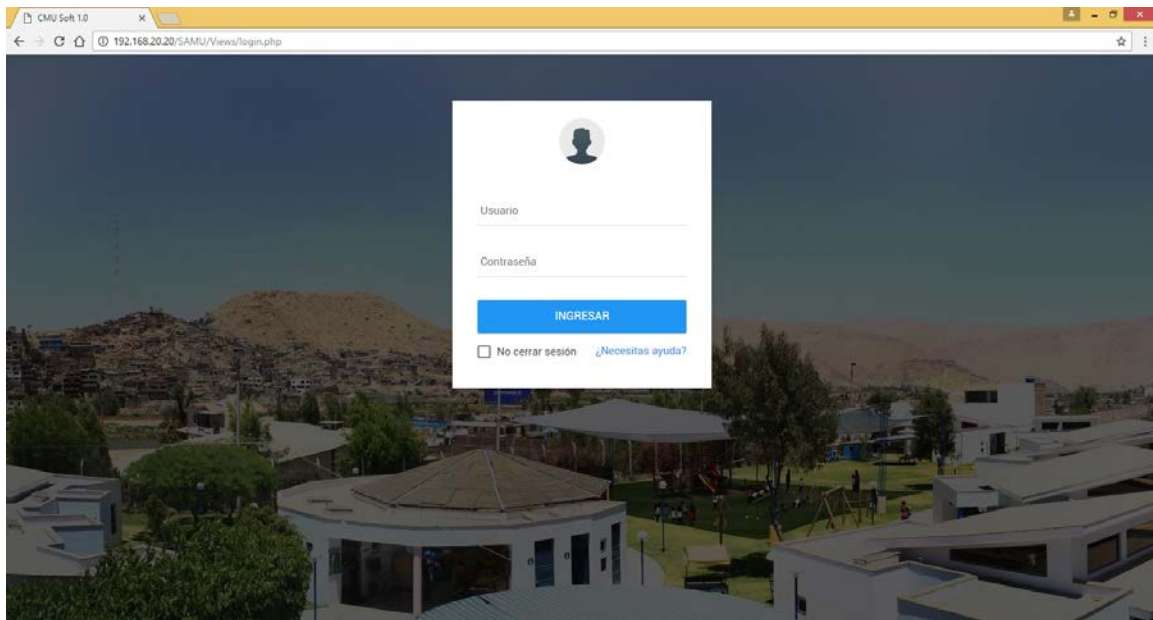 CMU Soft 1.0
192.168.20.20/SAMU/Views/login.php
Usuario
Contraseña
INGRESAR
No cerrar sesión ¿Necesitas ayuda?